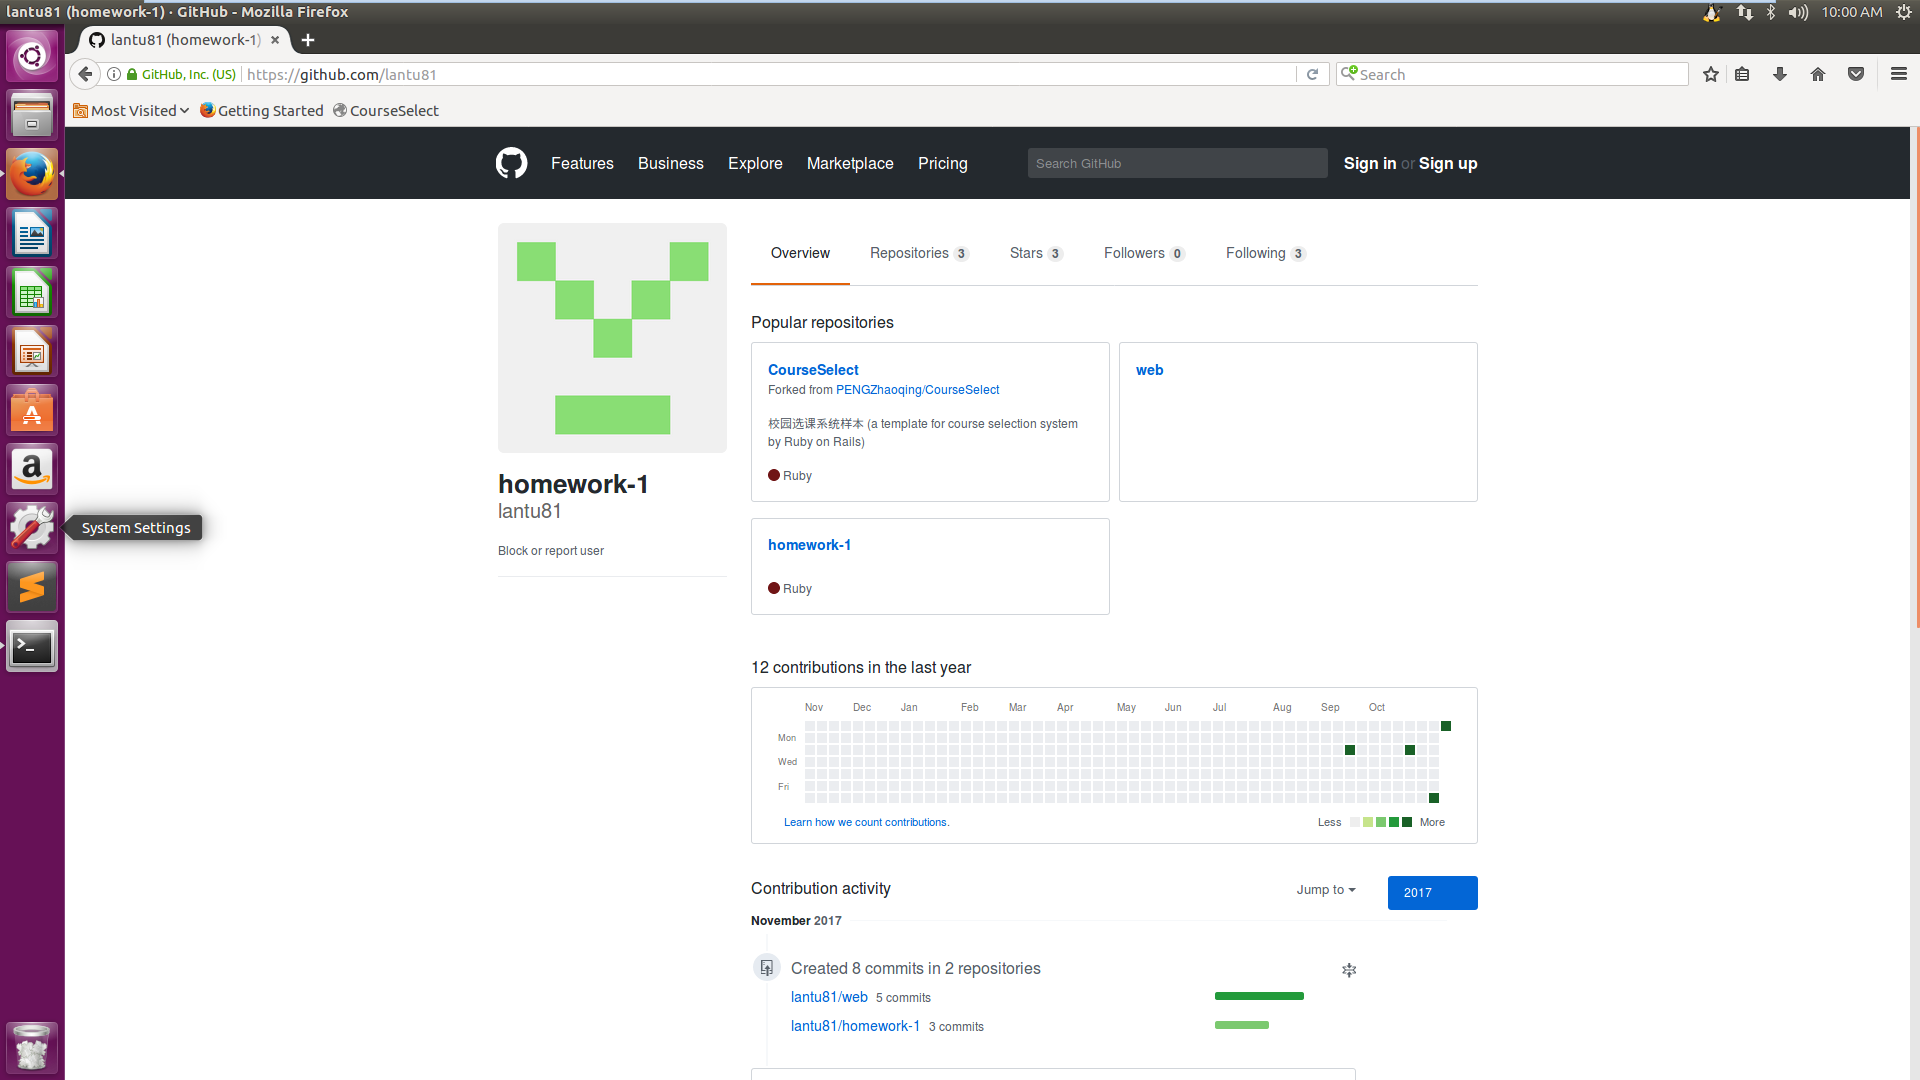 lantu81 (homework-1) · GitHub - Mozilla Firefox
10:00 AM
lantu81 (homework-1)
GitHub, Inc. (US)
https://github.com/lantu81
Search
Most Visited
Getting Started
CourseSelect
Features
Business
Explore
Marketplace
Pricing
Search GitHub
Sign in or Sign up
Overview
Repositories 3
Stars 3
Followers 0
Following 3
homework-1
lantu81
Block or report user
System Settings
Popular repositories
CourseSelect
Forked from PENGZhaoqing/CourseSelect
校园选课系统样本 (a template for course selection system
by Ruby on Rails)
Ruby
web
homework-1
Ruby
12 contributions in the last year
Nov Dec Jan Feb Mar Apr May Jun Jul Aug Sep Oct
Mon
Wed
Fri
Learn how we count contributions.
Less
More
Contribution activity
Jump to
2017
November 2017
Created 8 commits in 2 repositories
lantu81/web 5 commits
lantu81/homework-1 3 commits